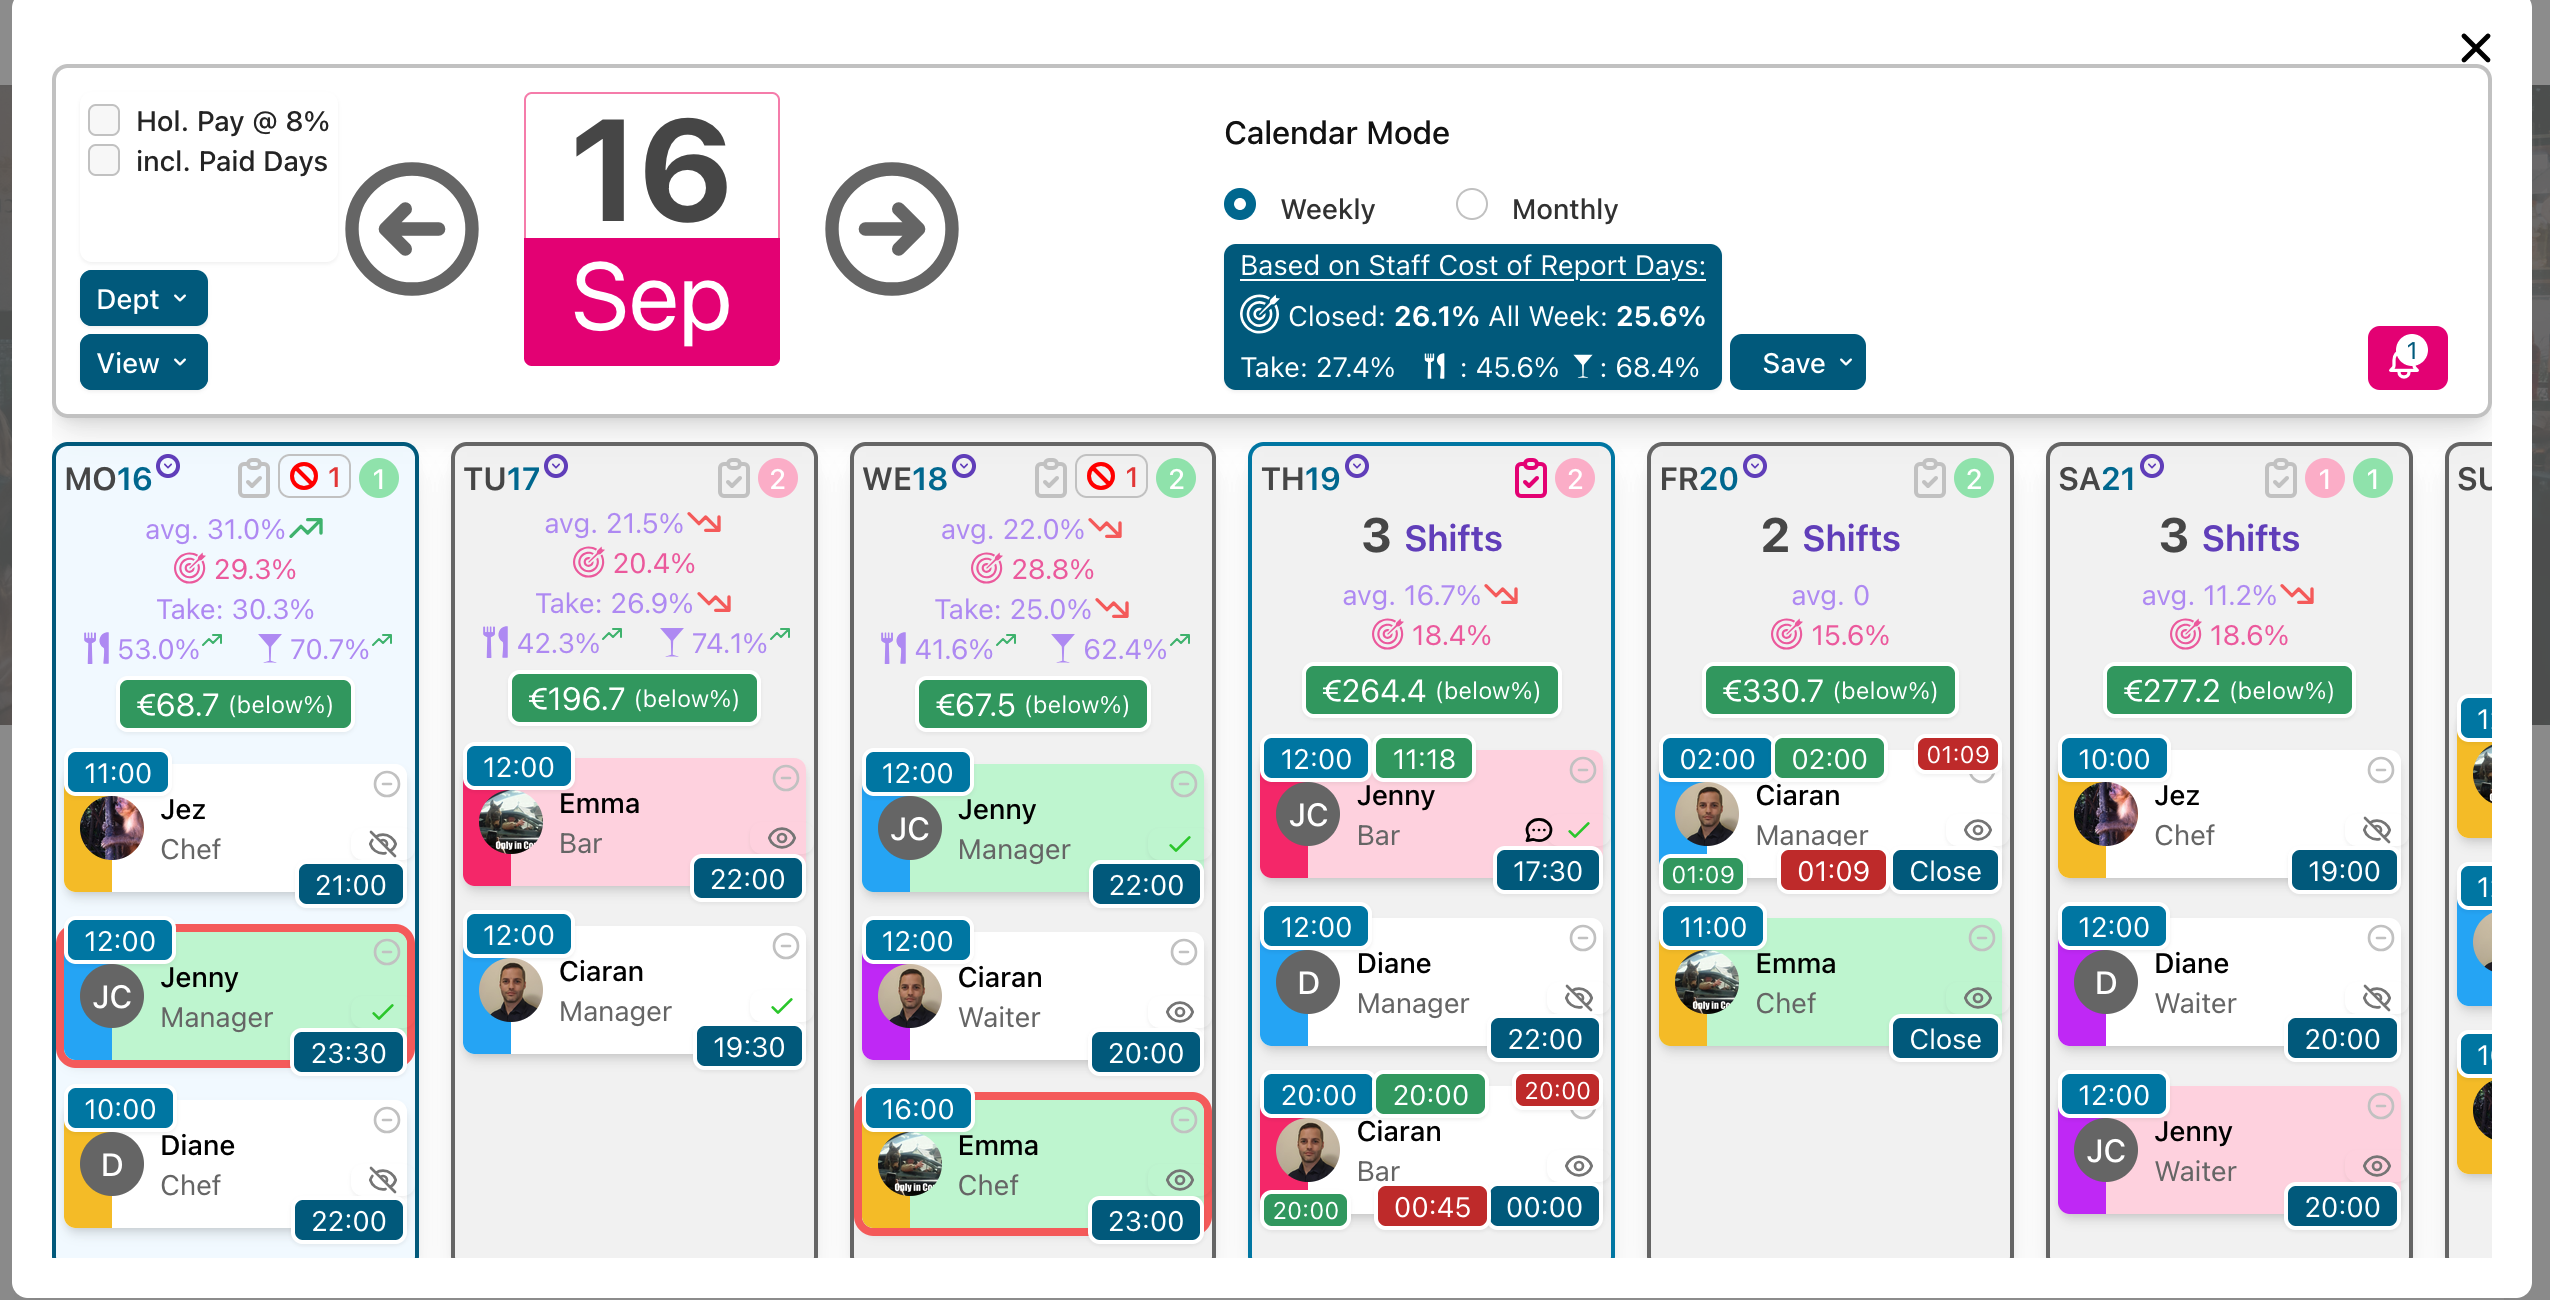 Hol. Pay @ 8%
incl. Paid Days
Dept
View
16
Sep
Calendar Mode
Weekly
Monthly
Based on Staff Cost of Report Days:
Closed: 26.1% All Week: 25.6%
Take: 27.4% : 45.6% : 68.4%
Save
1
MO16
1
1
avg. 31.0%
29.3%
Take: 30.3%
53.0% 70.7%
€68.7 (below%)
11:00
Jez
Chef
21:00
12:00
JC
Jenny
Manager
23:30
10:00
D
Diane
Chef
22:00
TU17
2
avg. 21.5%
20.4%
Take: 26.9%
42.3% 74.1%
€196.7 (below%)
12:00
Emma
Bar
22:00
12:00
Ciaran
Manager
19:30
WE18
1
2
avg. 22.0%
28.8%
Take: 25.0%
41.6% 62.4%
€67.5 (below%)
12:00
JC
Jenny
Manager
22:00
12:00
Ciaran
Waiter
20:00
16:00
Emma
Chef
23:00
TH19
2
3 Shifts
avg. 16.7%
18.4%
€264.4 (below%)
12:00 11:18
JC
Jenny
Bar
17:30
12:00
D
Diane
Manager
22:00
20:00 20:00 20:00
Ciaran
Bar
20:00 00:45 00:00
FR20
2
2 Shifts
avg. 0
15.6%
€330.7 (below%)
02:00 02:00 01:09
Ciaran
Manager
01:09 01:09 Close
11:00
Emma
Chef
Close
SA21
1
1
3 Shifts
avg. 11.2%
18.6%
€277.2 (below%)
10:00
Jez
Chef
19:00
12:00
D
Diane
Waiter
20:00
12:00
JC
Jenny
Waiter
20:00